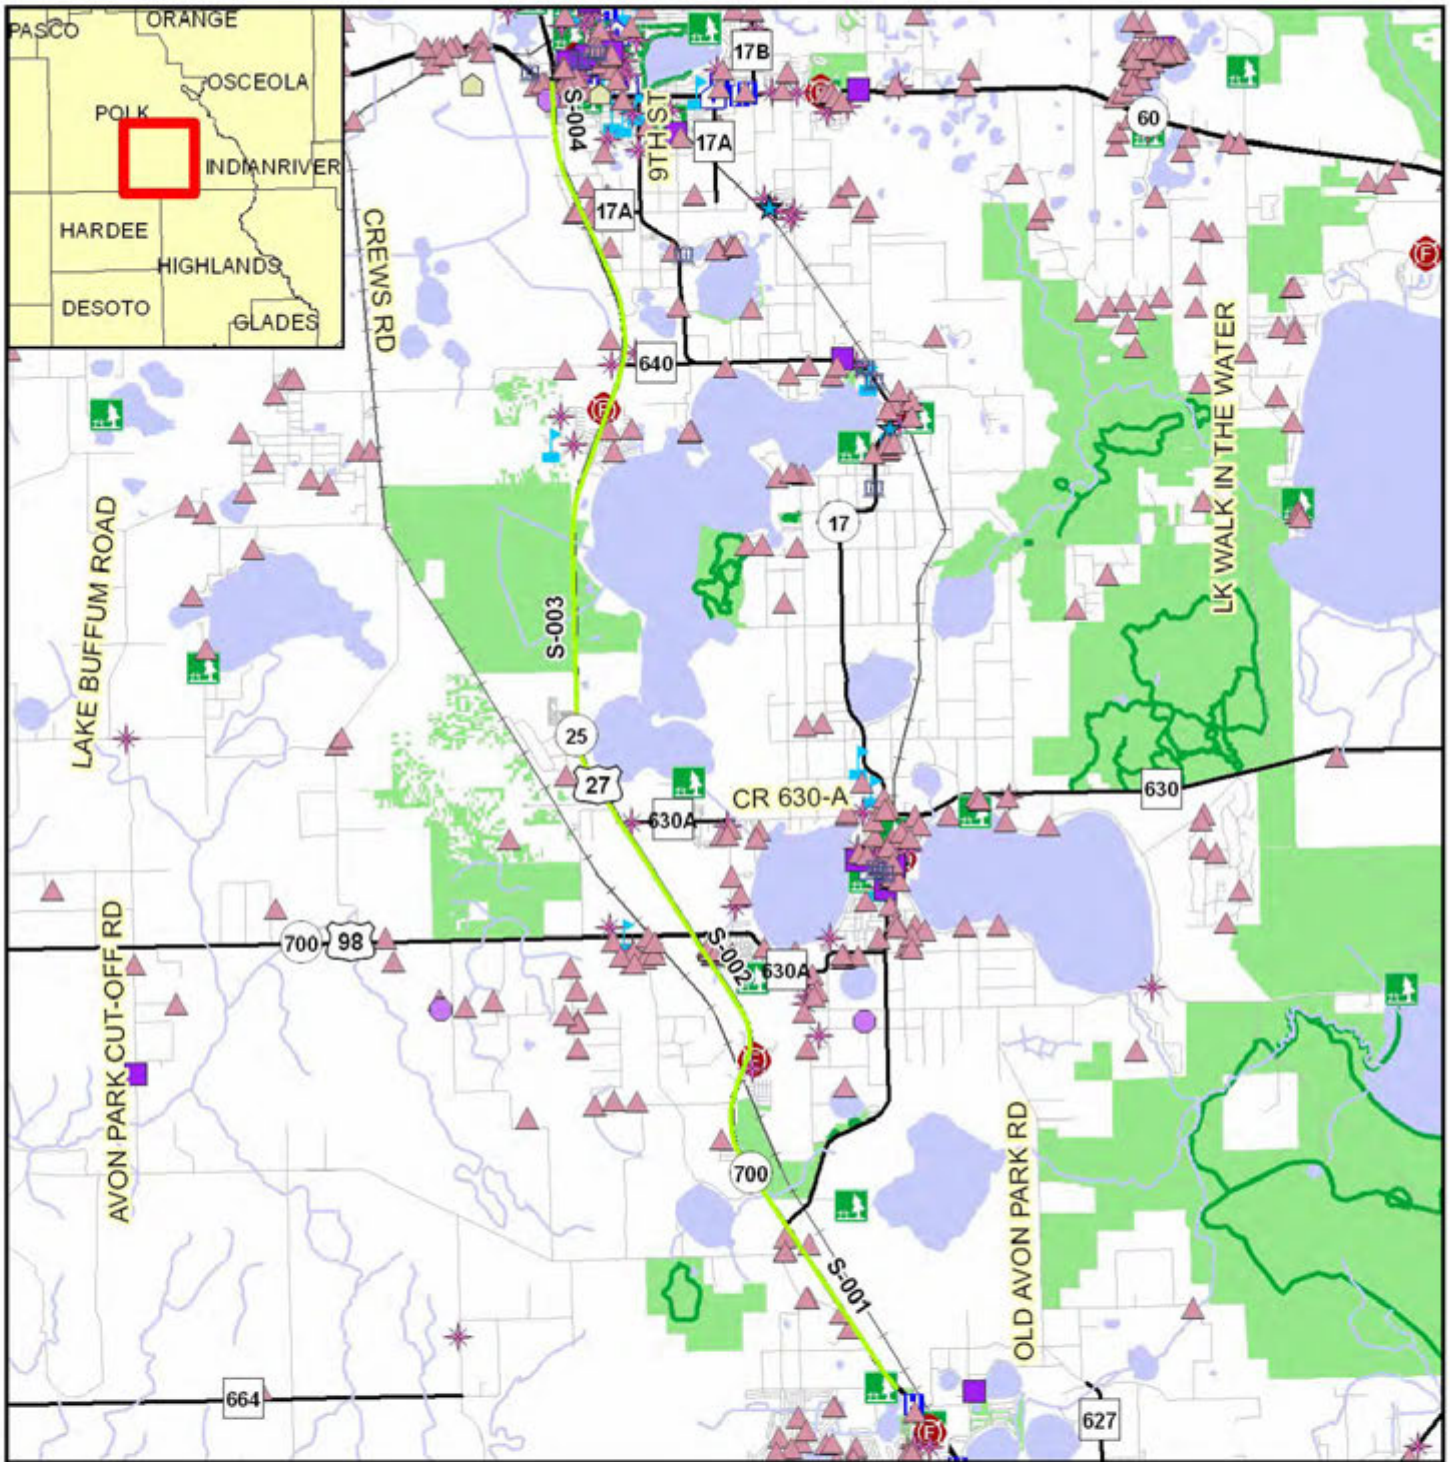 PASCO
ORANGE
OSCEOLA
POLK
INDIANRIVER
HARDEE
HIGHLANDS
DESOTO
GLADES
17B
S-004
9TH ST
17A
60
17A
CREWS RD
640
LK WALK IN THE WATER
17
LAKE BUFFUM ROAD
S-003
25
27
CR 630-A
630
630A
AVON PARK CUT-OFF RD
700
98
S-002
630A
700
OLD AVON PARK RD
S-001
664
627
F
F
F